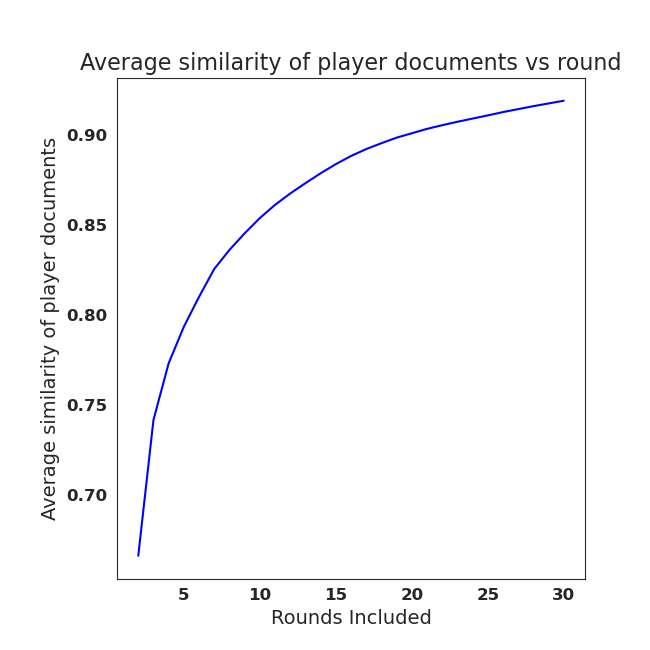 Average similarity of player documents vs round
Average similarity of player documents
0.90
0.85
0.80
0.75
0.70
5 10 15 20 25 30
Rounds Included